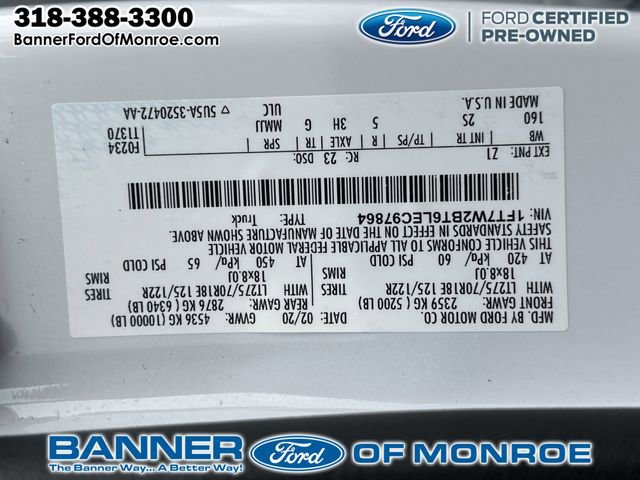 318-388-3300
BannerFordOfMonroe.com
Ford
FORD CERTIFIED
PRE-OWNED
MFD. BY FORD MOTOR CO.
DATE: 02/20 GVWR: 4536 KG (10000 LB)
FRONT GAWR: 2359 KG ( 5200 LB) REAR GAWR: 2876 KG ( 6340 LB)
LT275/70R18E 125/122R TIRES WITH LT275/70R18E 125/122R TIRES
18x8.0J RIMS 18x8.0J RIMS
AT 420 kPa/ 60 PSI COLD AT 450 kPa/ 65 PSI COLD
THIS VEHICLE CONFORMS TO ALL APPLICABLE FEDERAL MOTOR VEHICLE
SAFETY STANDARDS IN EFFECT ON THE DATE OF MANUFACTURE SHOWN ABOVE.
VIN: 1FT7W2BT6LEC97864 TYPE: Truck
EXT PNT: Z1 RC: 23 DSO: F0234
WB INT TR TP/PS R AXLE TR SPR T1370
160 2S 5 3H G MMJJ
MADE IN U.S.A. ULC ▽ 5U5A-3520472-AA
BANNER Ford OF MONROE
The Banner Way... A Better Way!